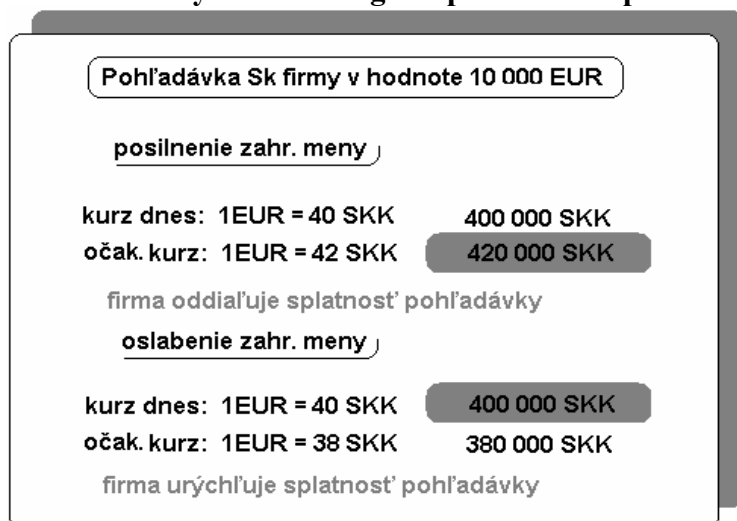 Pohľadávka Sk firmy v hodnote 10 000 EUR
posilnenie zahr. meny
kurz dnes: 1EUR = 40 SKK 400 000 SKK
očak. kurz: 1EUR = 42 SKK 420 000 SKK
firma oddiaľuje splatnosť pohľadávky
oslabenie zahr. meny
kurz dnes: 1EUR = 40 SKK 400 000 SKK
očak. kurz: 1EUR = 38 SKK 380 000 SKK
firma urýchľuje splatnosť pohľadávky